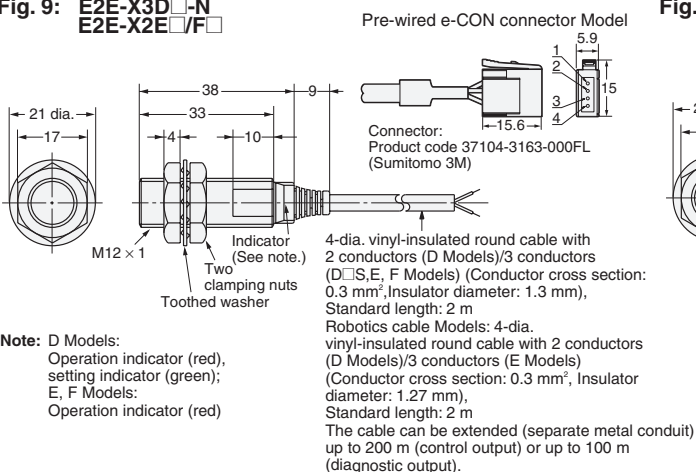 Fig. 9: E2E-X3D□-N
E2E-X2E□/F□
Pre-wired e-CON connector Model
Fig.
5.9
1
2
3
4
15
15.6
Connector:
Product code 37104-3163-000FL
(Sumitomo 3M)
38
9
33
4
10
21 dia.
17
2
M12 × 1
Indicator
(See note.)
Two
clamping nuts
Toothed washer
4-dia. vinyl-insulated round cable with
2 conductors (D Models)/3 conductors
(D□S,E, F Models) (Conductor cross section:
0.3 mm²,Insulator diameter: 1.3 mm),
Standard length: 2 m
Robotics cable Models: 4-dia.
vinyl-insulated round cable with 2 conductors
(D Models)/3 conductors (E Models)
(Conductor cross section: 0.3 mm², Insulator
diameter: 1.27 mm),
Standard length: 2 m
The cable can be extended (separate metal conduit)
up to 200 m (control output) or up to 100 m
(diagnostic output).
Note: D Models:
Operation indicator (red),
setting indicator (green);
E, F Models:
Operation indicator (red)